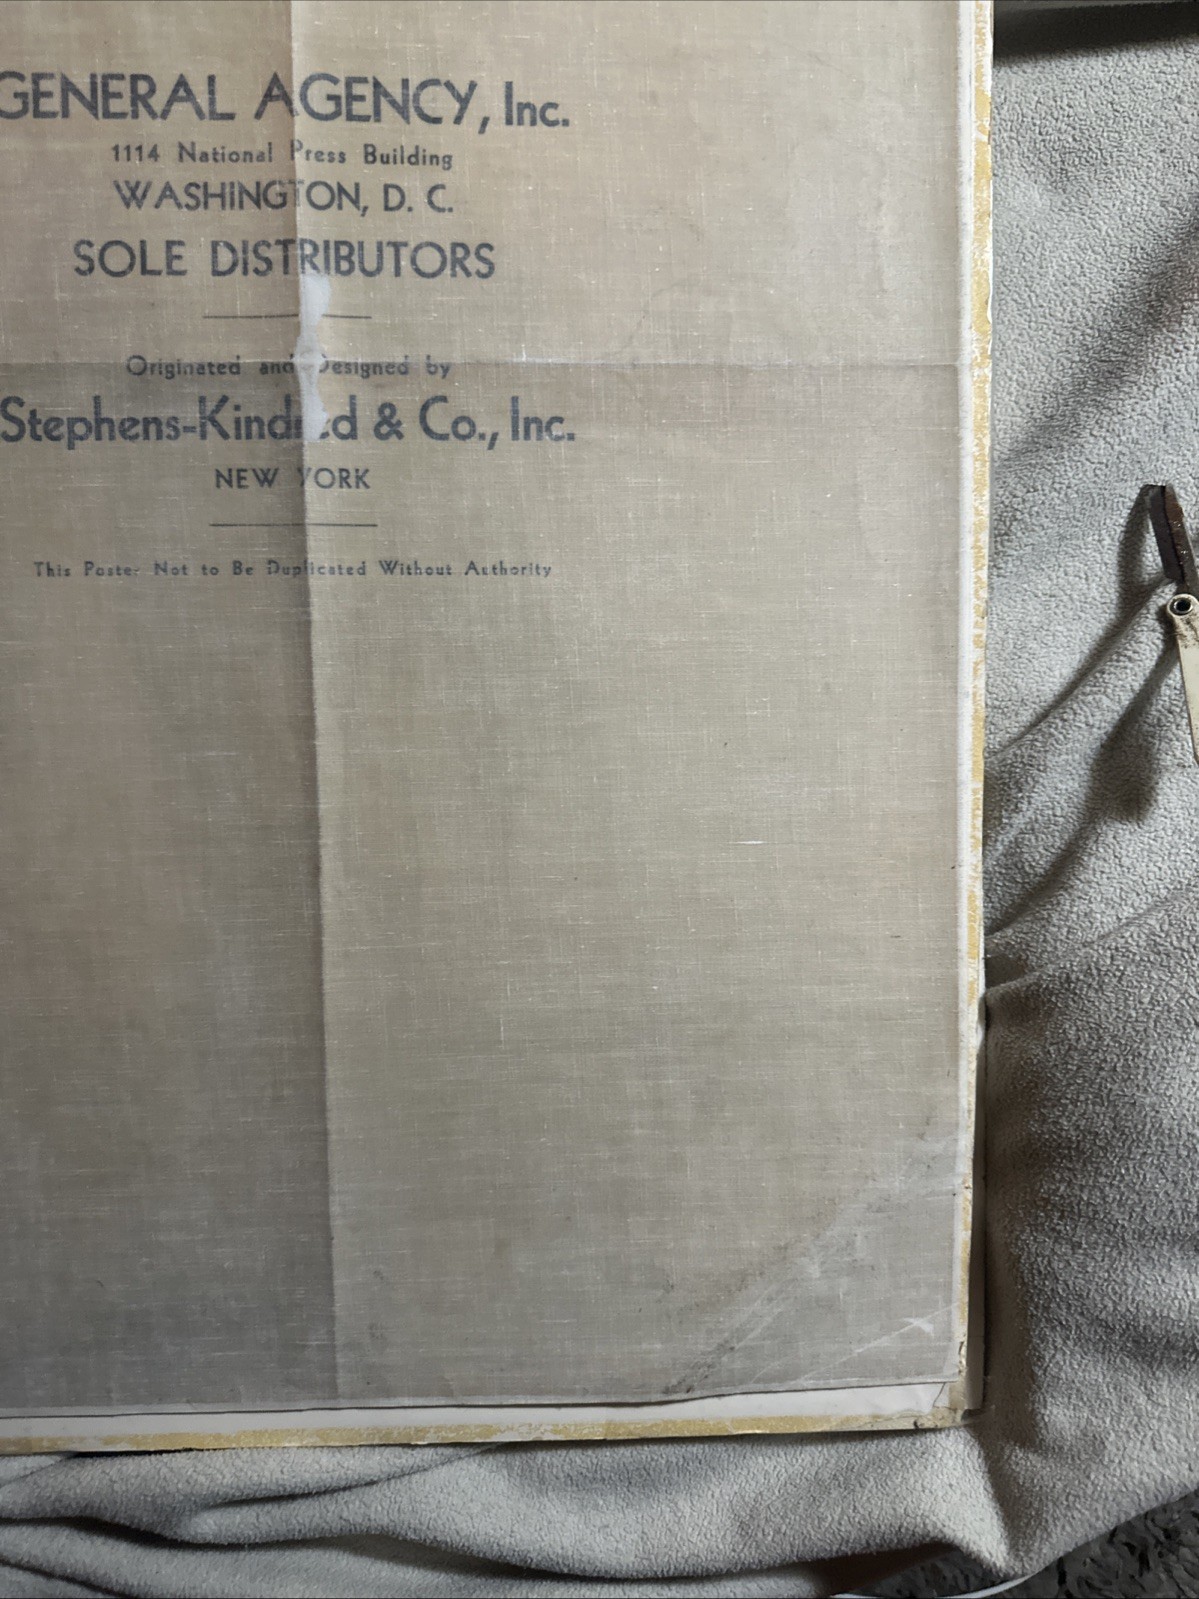 GENERAL AGENCY, Inc.
1114 National Press Building
WASHINGTON, D. C.
SOLE DISTRIBUTORS
Originated and Designed by
Stephens-Kindred & Co., Inc.
NEW YORK
This Poster Not to Be Duplicated Without Authority